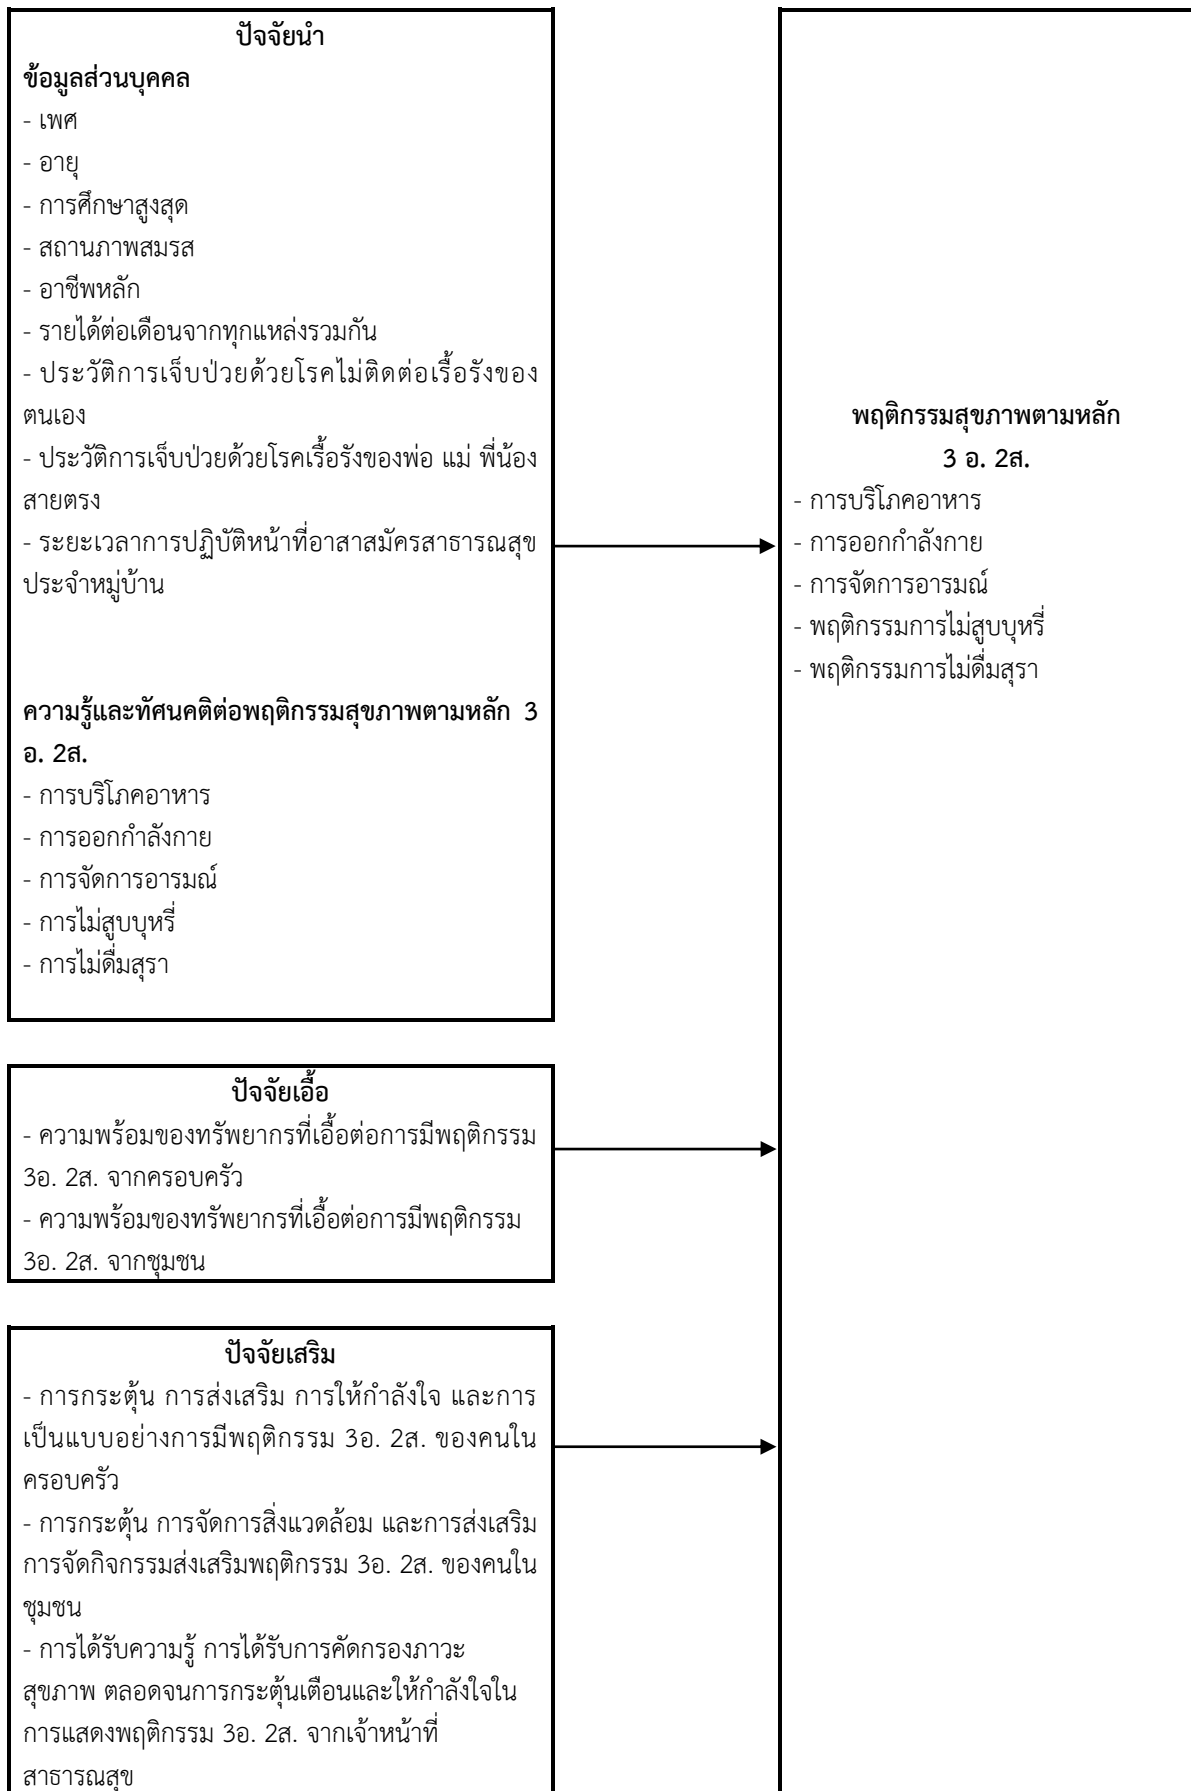 ปัจจัยนำ
ข้อมูลส่วนบุคคล
- เพศ
- อายุ
- การศึกษาสูงสุด
- สถานภาพสมรส
- อาชีพหลัก
- รายได้ต่อเดือนจากทุกแหล่งรวมกัน
- ประวัติการเจ็บป่วยด้วยโรคไม่ติดต่อเรื้อรังของ
ตนเอง
- ประวัติการเจ็บป่วยด้วยโรคเรื้อรังของพ่อ แม่ พี่น้อง
สายตรง
- ระยะเวลาการปฏิบัติหน้าที่อาสาสมัครสาธารณสุข
ประจำหมู่บ้าน
ความรู้และทัศนคติต่อพฤติกรรมสุขภาพตามหลัก 3
อ. 2ส.
- การบริโภคอาหาร
- การออกกำลังกาย
- การจัดการอารมณ์
- การไม่สูบบุหรี่
- การไม่ดื่มสุรา
ปัจจัยเอื้อ
- ความพร้อมของทรัพยากรที่เอื้อต่อการมีพฤติกรรม
3อ. 2ส. จากครอบครัว
- ความพร้อมของทรัพยากรที่เอื้อต่อการมีพฤติกรรม
3อ. 2ส. จากชุมชน
ปัจจัยเสริม
- การกระตุ้น การส่งเสริม การให้กำลังใจ และการ
เป็นแบบอย่างการมีพฤติกรรม 3อ. 2ส. ของคนใน
ครอบครัว
- การกระตุ้น การจัดการสิ่งแวดล้อม และการส่งเสริม
การจัดกิจกรรมส่งเสริมพฤติกรรม 3อ. 2ส. ของคนใน
ชุมชน
- การได้รับความรู้ การได้รับการคัดกรองภาวะ
สุขภาพ ตลอดจนการกระตุ้นเตือนและให้กำลังใจใน
การแสดงพฤติกรรม 3อ. 2ส. จากเจ้าหน้าที่
สาธารณสุข
พฤติกรรมสุขภาพตามหลัก
3 อ. 2ส.
- การบริโภคอาหาร
- การออกกำลังกาย
- การจัดการอารมณ์
- พฤติกรรมการไม่สูบบุหรี่
- พฤติกรรมการไม่ดื่มสุรา